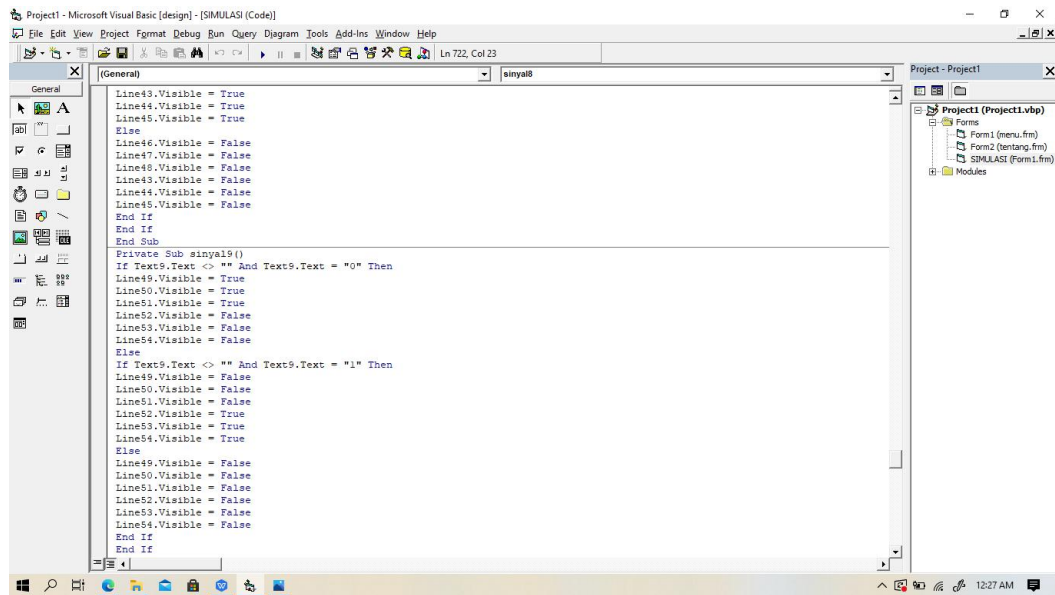 Project1 - Microsoft Visual Basic [design] - [SIMULASI (Code)]
File Edit View Project Format Debug Run Query Diagram Tools Add-Ins Window Help
Ln 722, Col 23
General
(General)
sinyal8
Line43.Visible = True
Line44.Visible = True
Line45.Visible = True
Else
Line46.Visible = False
Line47.Visible = False
Line48.Visible = False
Line43.Visible = False
Line44.Visible = False
Line45.Visible = False
End If
End If
End Sub
Private Sub sinyal9()
If Text9.Text <> "" And Text9.Text = "0" Then
Line49.Visible = True
Line50.Visible = True
Line51.Visible = True
Line52.Visible = False
Line53.Visible = False
Line54.Visible = False
Else
If Text9.Text <> "" And Text9.Text = "1" Then
Line49.Visible = False
Line50.Visible = False
Line51.Visible = False
Line52.Visible = True
Line53.Visible = True
Line54.Visible = True
Else
Line49.Visible = False
Line50.Visible = False
Line51.Visible = False
Line52.Visible = False
Line53.Visible = False
Line54.Visible = False
End If
End If
Project - Project1
Project1 (Project1.vbp)
Forms
Form1 (menu.frm)
Form2 (tentang.frm)
SIMULASI (Form1.frm)
Modules
12:27 AM